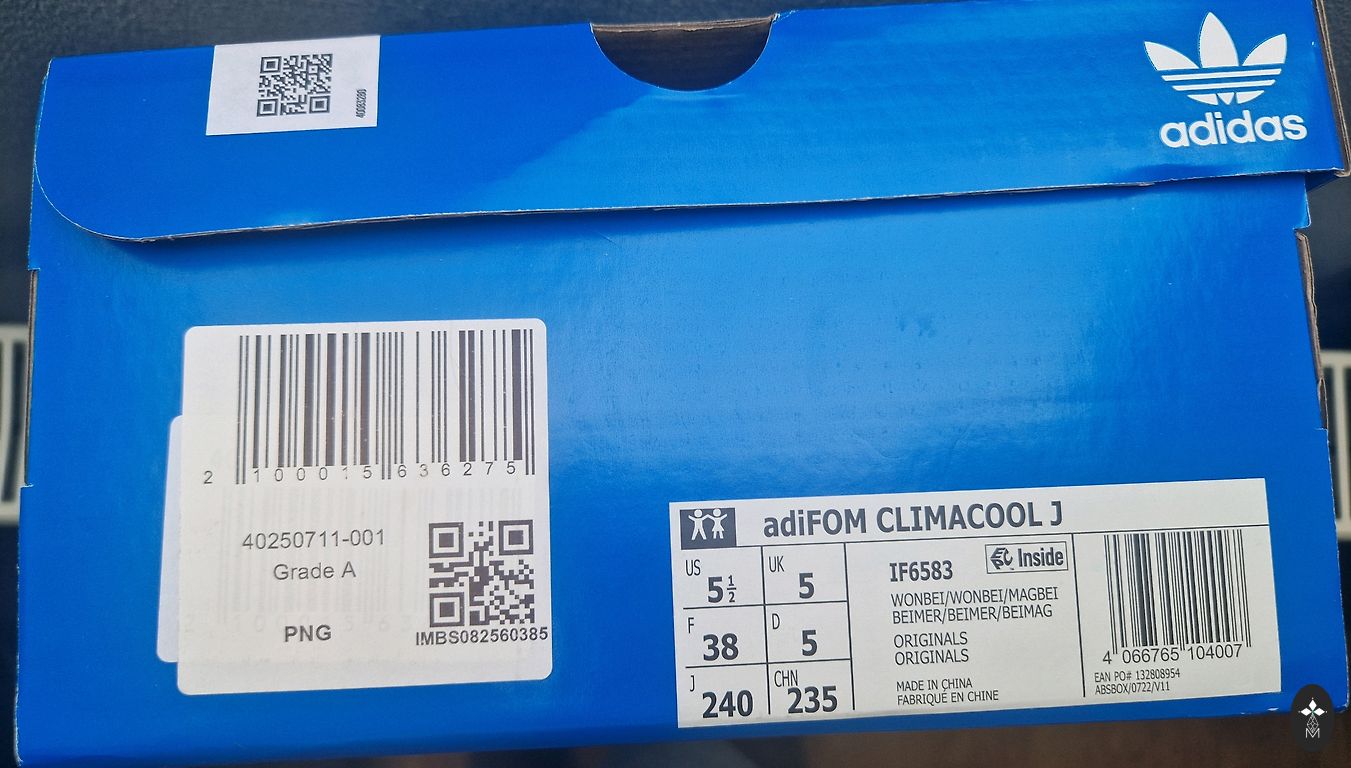 40083280
adidas
2 100015 636275
40250711-001
Grade A
PNG
IMBS082560385
adiFOM CLIMACOOL J
US 5 1/2
UK 5
F 38
D 5
J 240
CHN 235
IF6583
Inside
WONBEI/WONBEI/MAGBEI
BEIMER/BEIMER/BEIMAG
ORIGINALS
ORIGINALS
MADE IN CHINA
FABRIQUÉ EN CHINE
4 066765 104007
EAN PO# 132808954
ABSBOX/0722/V11
M